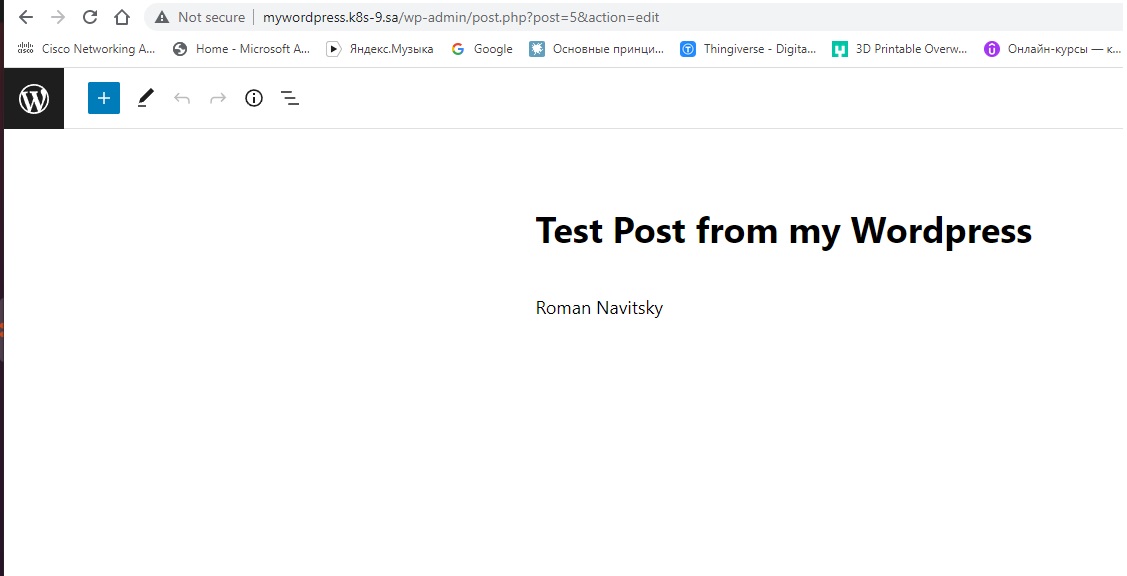 Not secure mywordpress.k8s-9.sa/wp-admin/post.php?post=5&action=edit
Cisco Networking A... Home - Microsoft A... Яндекс.Музыка Google Основные принци... Thingiverse - Digita... 3D Printable Overw... Онлайн-курсы — к...
Test Post from my Wordpress
Roman Navitsky